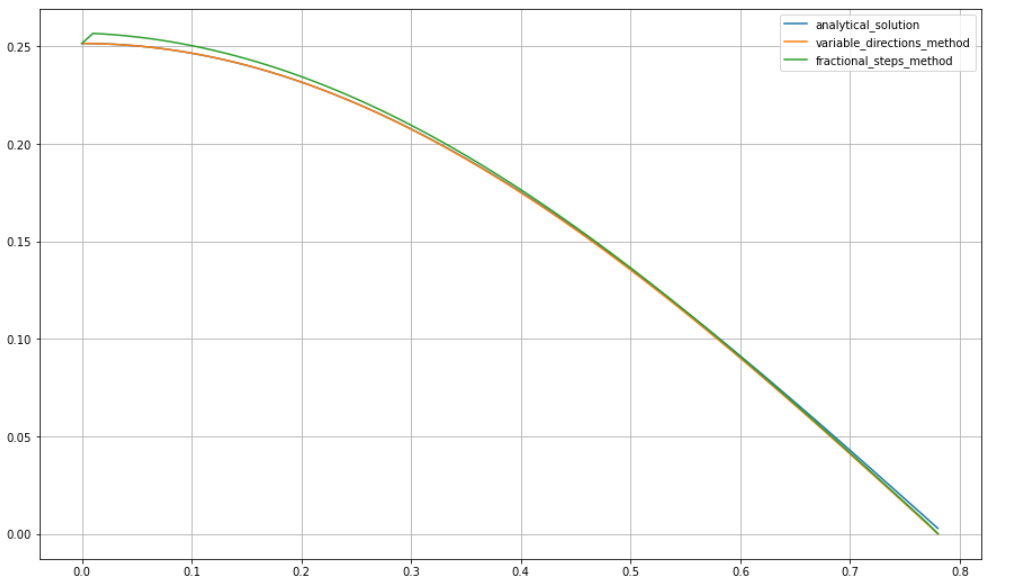 analytical_solution
variable_directions_method
fractional_steps_method
0.25
0.20
0.15
0.10
0.05
0.00
0.0 0.1 0.2 0.3 0.4 0.5 0.6 0.7 0.8